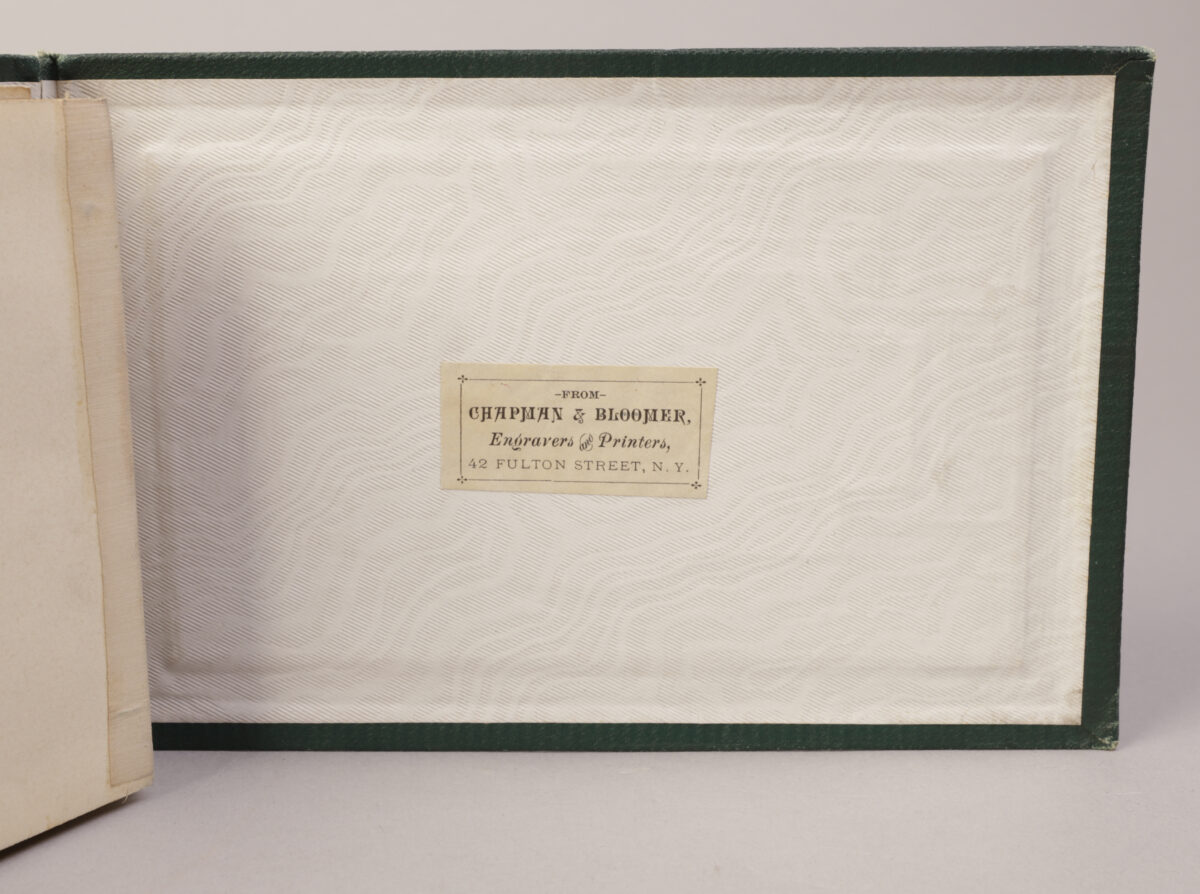 -FROM-
CHAPMAN & BLOOMER,
Engravers and Printers,
42 FULTON STREET, N. Y.